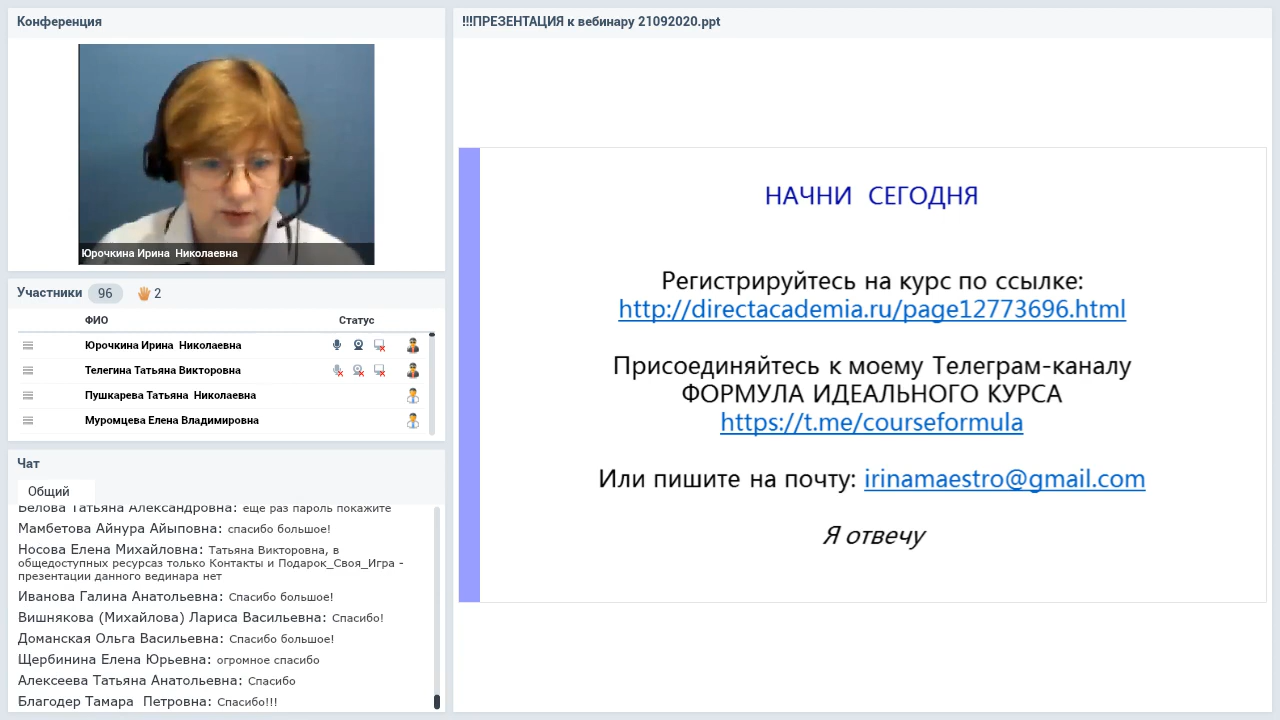 Конференция
Юрочкина Ирина  Николаевна
Участники 96 2
ФИО Статус
Юрочкина Ирина  Николаевна
Телегина Татьяна Викторовна
Пушкарева Татьяна  Николаевна
Муромцева Елена Владимировна
Чат
Общий
Белова Татьяна Александровна: еще раз пароль покажите
Мамбетова Айнура Айыповна: спасибо большое!
Носова Елена Михайловна: Татьяна Викторовна, в
общедоступных ресурсаз только Контакты и Подарок_Своя_Игра -
презентации данного вединара нет
Иванова Галина Анатольевна: Спасибо большое!
Вишнякова (Михайлова) Лариса Васильевна: Спасибо!
Доманская Ольга Васильевна: Спасибо большое!
Щербинина Елена Юрьевна: огромное спасибо
Алексеева Татьяна Анатольевна: Спасибо
Благодер Тамара  Петровна: Спасибо!!!
!!!ПРЕЗЕНТАЦИЯ к вебинару 21092020.ppt
НАЧНИ  СЕГОДНЯ
Регистрируйтесь на курс по ссылке:
http://directacademia.ru/page12773696.html
Присоединяйтесь к моему Телеграм-каналу
ФОРМУЛА ИДЕАЛЬНОГО КУРСА
https://t.me/courseformula
Или пишите на почту: irinamaestro@gmail.com
Я отвечу